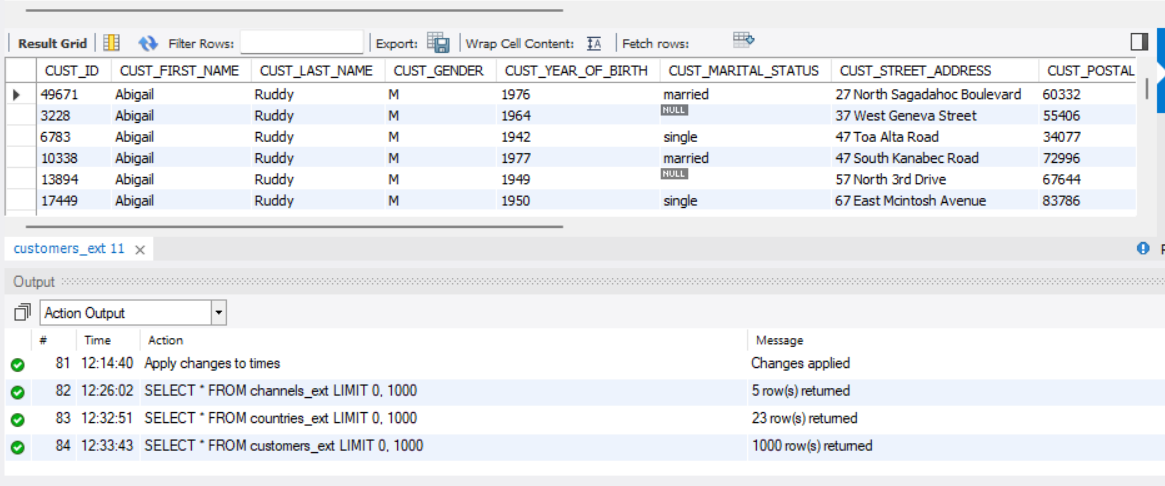 Result Grid Filter Rows: Export: Wrap Cell Content: IA Fetch rows:
CUST_ID CUST_FIRST_NAME CUST_LAST_NAME CUST_GENDER CUST_YEAR_OF_BIRTH CUST_MARITAL_STATUS CUST_STREET_ADDRESS CUST_POSTAL
49671 Abigail Ruddy M 1976 married 27 North Sagadahoc Boulevard 60332
3228 Abigail Ruddy M 1964 NULL 37 West Geneva Street 55406
6783 Abigail Ruddy M 1942 single 47 Toa Alta Road 34077
10338 Abigail Ruddy M 1977 married 47 South Kanabec Road 72996
13894 Abigail Ruddy M 1949 NULL 57 North 3rd Drive 67644
17449 Abigail Ruddy M 1950 single 67 East Mcintosh Avenue 83786
customers_ext 11
Output
Action Output
# Time Action Message
81 12:14:40 Apply changes to times Changes applied
82 12:26:02 SELECT * FROM channels_ext LIMIT 0, 1000 5 row(s) returned
83 12:32:51 SELECT * FROM countries_ext LIMIT 0, 1000 23 row(s) returned
84 12:33:43 SELECT * FROM customers_ext LIMIT 0, 1000 1000 row(s) returned